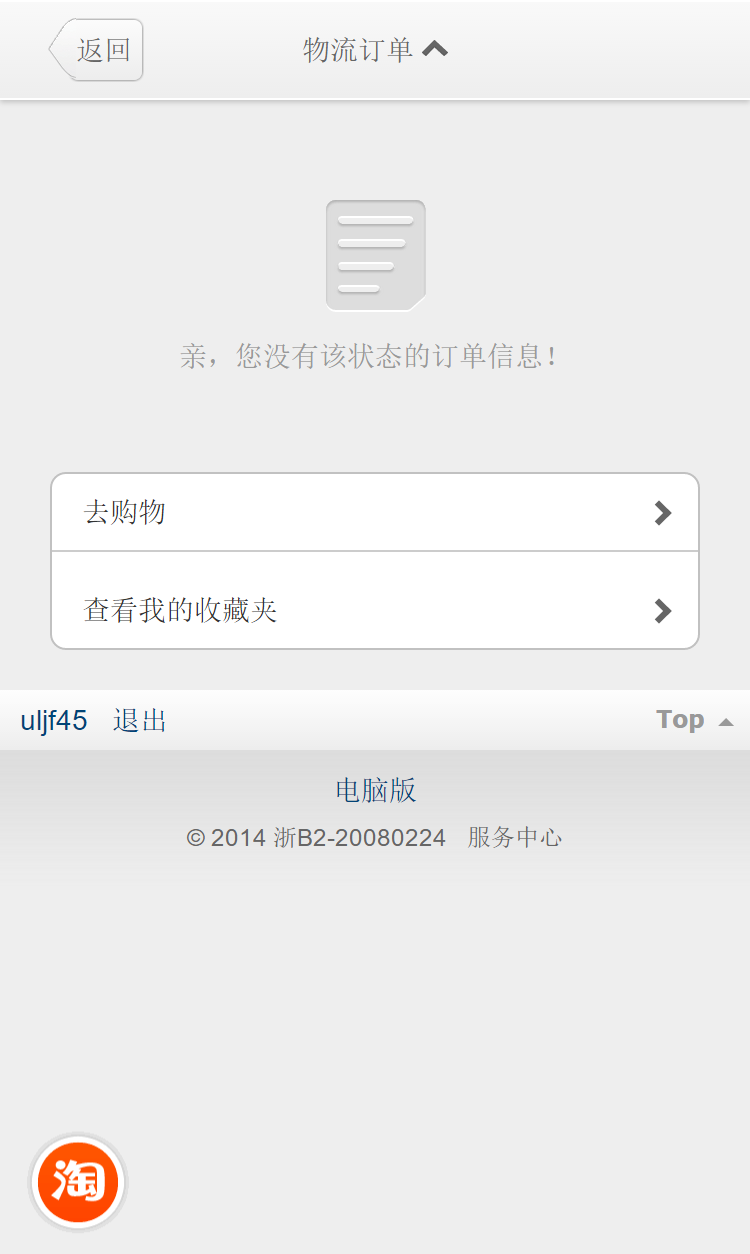 返回
物流订单
亲，您没有该状态的订单信息！
去购物
查看我的收藏夹
uljf45 退出 Top
电脑版
© 2014 浙B2-20080224 服务中心
淘